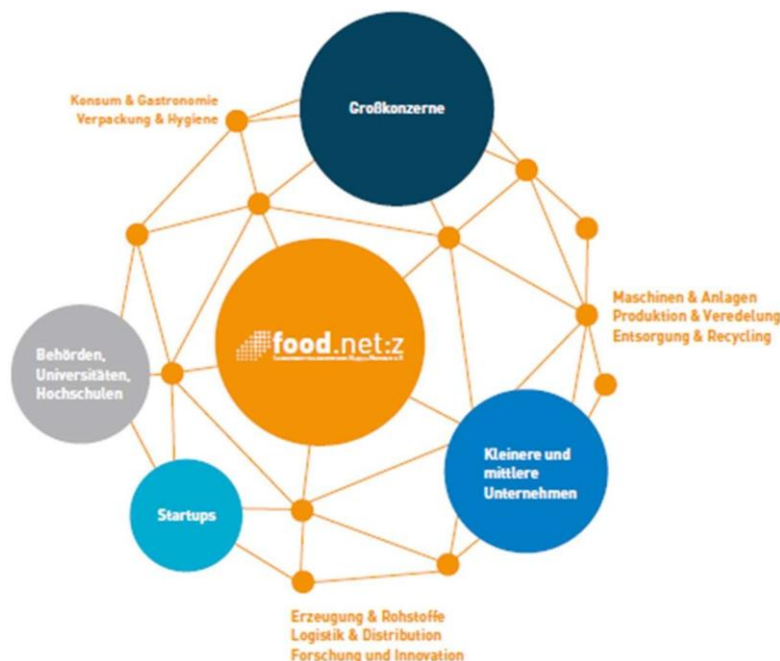 Großkonzerne
Konsum & Gastronomie
Verpackung & Hygiene
Maschinen & Anlagen
Produktion & Veredelung
Entsorgung & Recycling
food.net:z
Behörden,
Universitäten,
Hochschulen
Kleinere und
mittlere
Unternehmen
Startups
Erzeugung & Rohstoffe
Logistik & Distribution
Forschung und Innovation